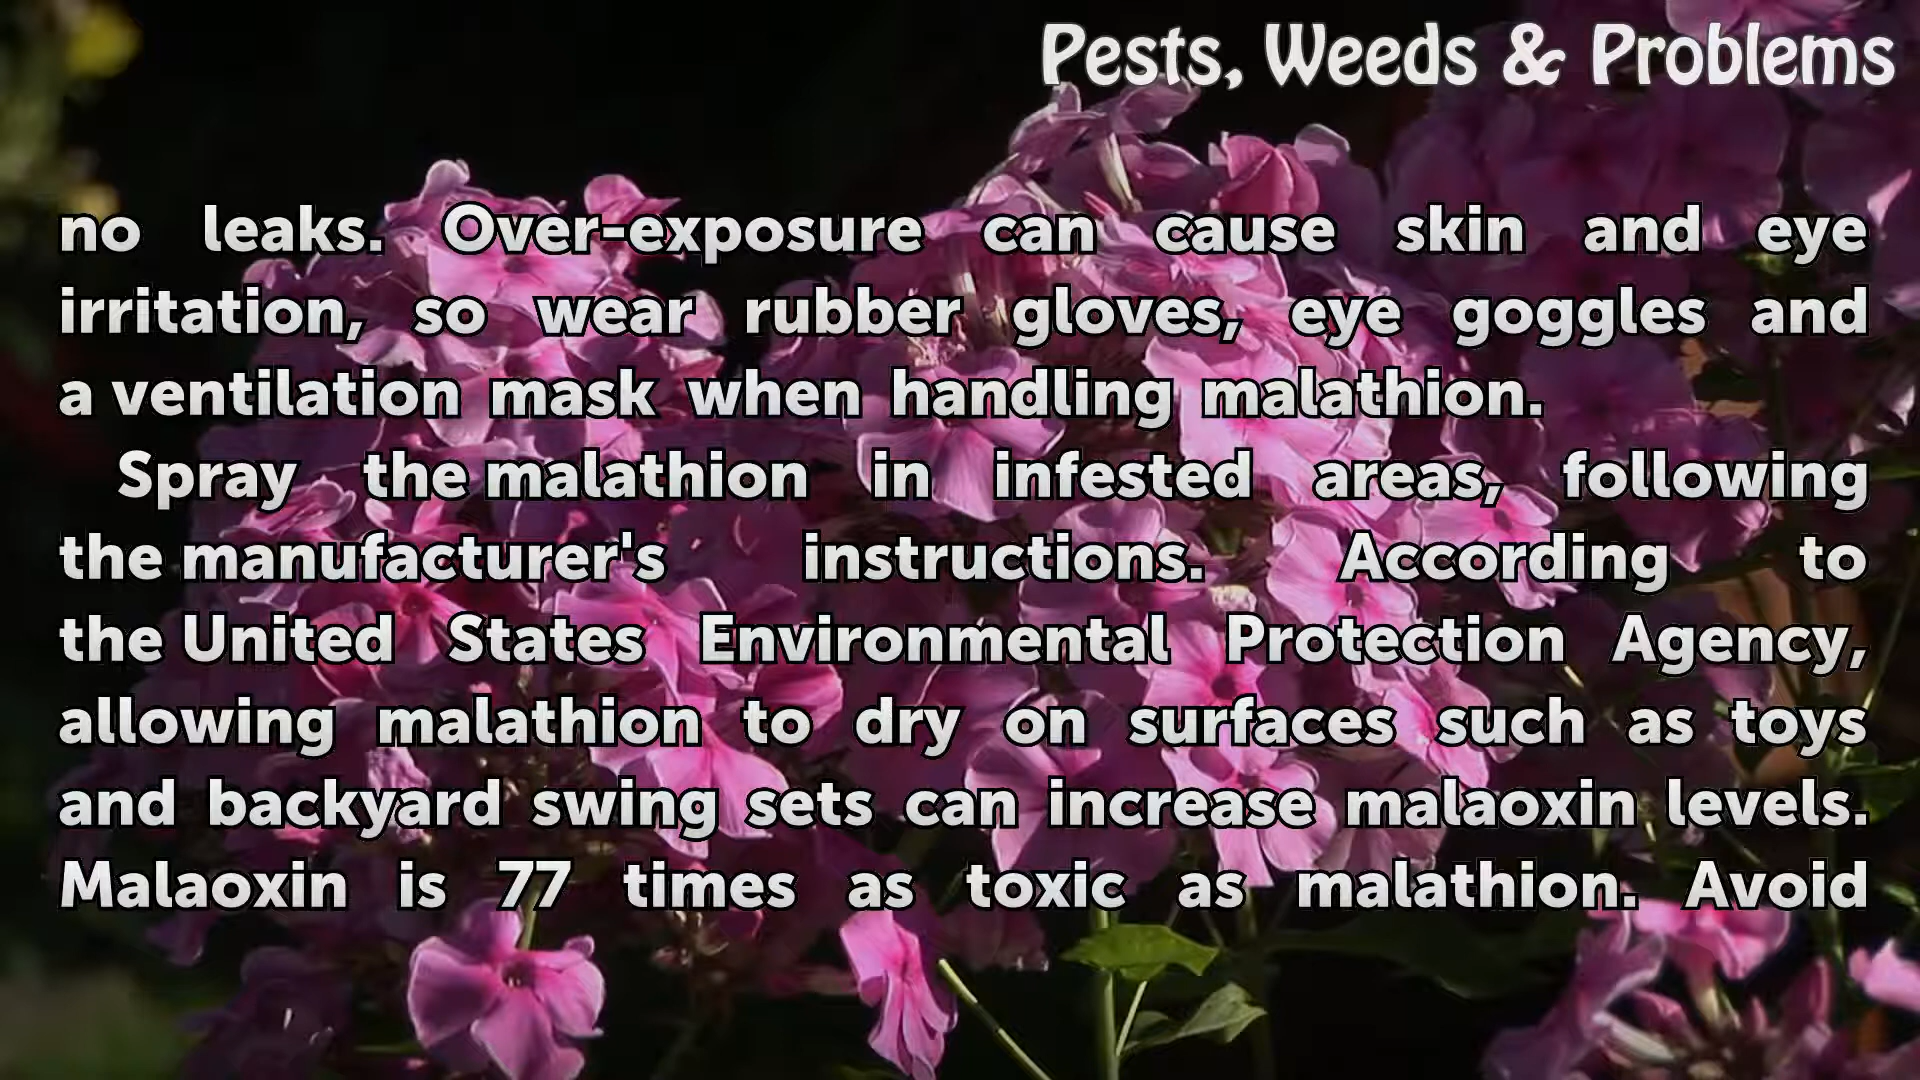 Pests, Weeds & Problems
no leaks. Over-exposure can cause skin and eye
irritation, so wear rubber gloves, eye goggles and
a ventilation mask when handling malathion.
Spray the malathion in infested areas, following
the manufacturer's instructions. According to
the United States Environmental Protection Agency,
allowing malathion to dry on surfaces such as toys
and backyard swing sets can increase malaoxin levels.
Malaoxin is 77 times as toxic as malathion. Avoid